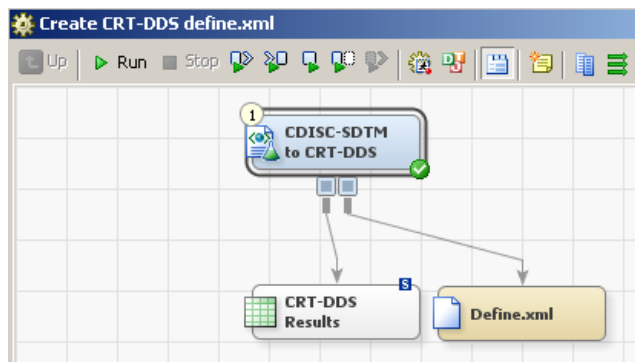 Create CRT-DDS define.xml
Up Run Stop
1
CDISC-SDTM
to CRT-DDS
S
CRT-DDS
Results
Define.xml